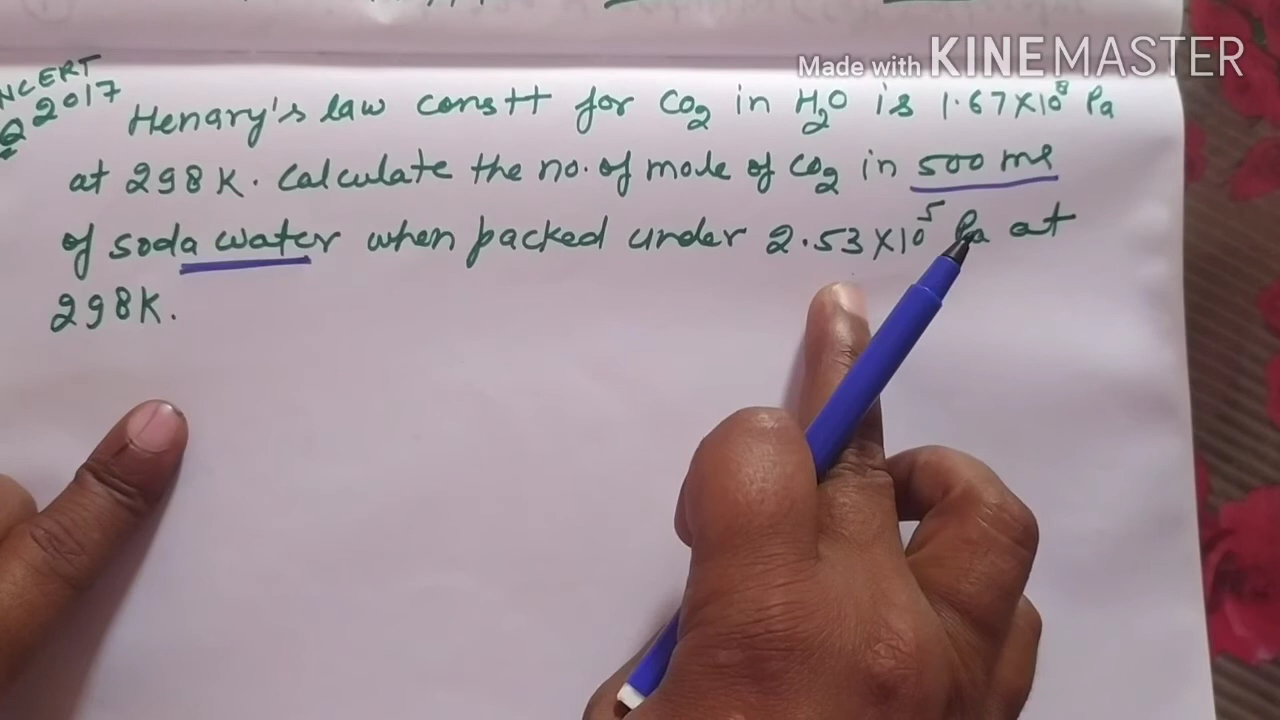 Made with KINEMASTER
NCERT
Q 2017
Henary's law constt for CO2 in H2O is 1.67×10⁸ Pa
at 298K. Calculate the no. of mole of CO2 in 500 ml
of soda water when packed under 2.53×10⁵ Pa at
298K.